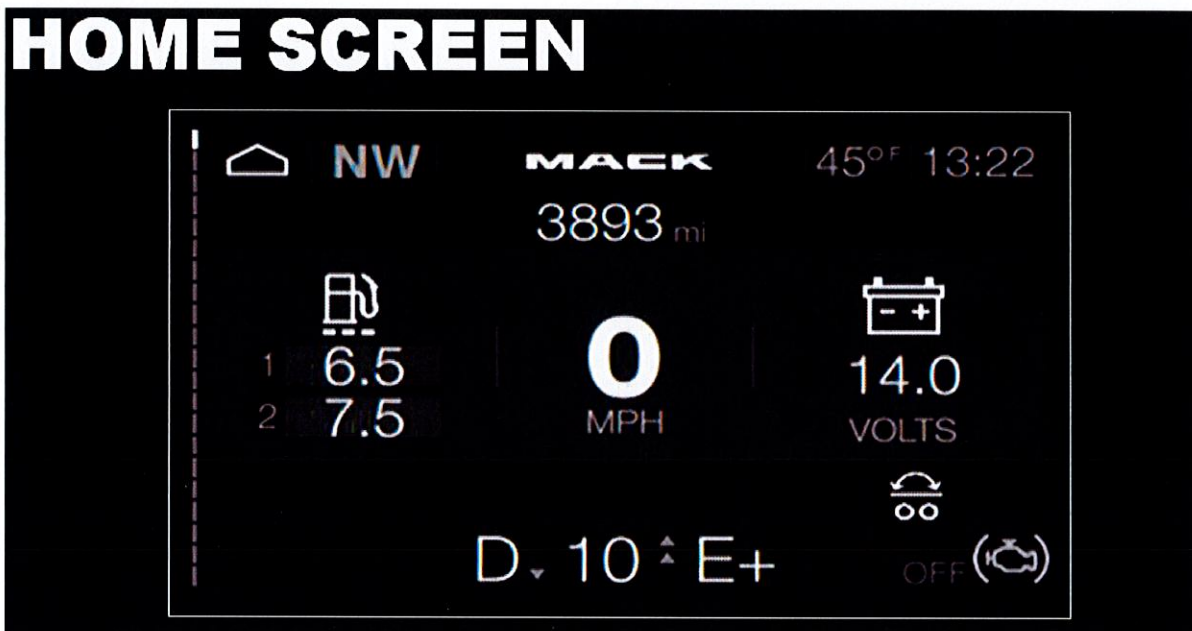 HOME SCREEN
NW MACK 45°F 13:22
3893 mi
1 6.5
2 7.5
0
MPH
- +
14.0
VOLTS
D 10 E+
OFF